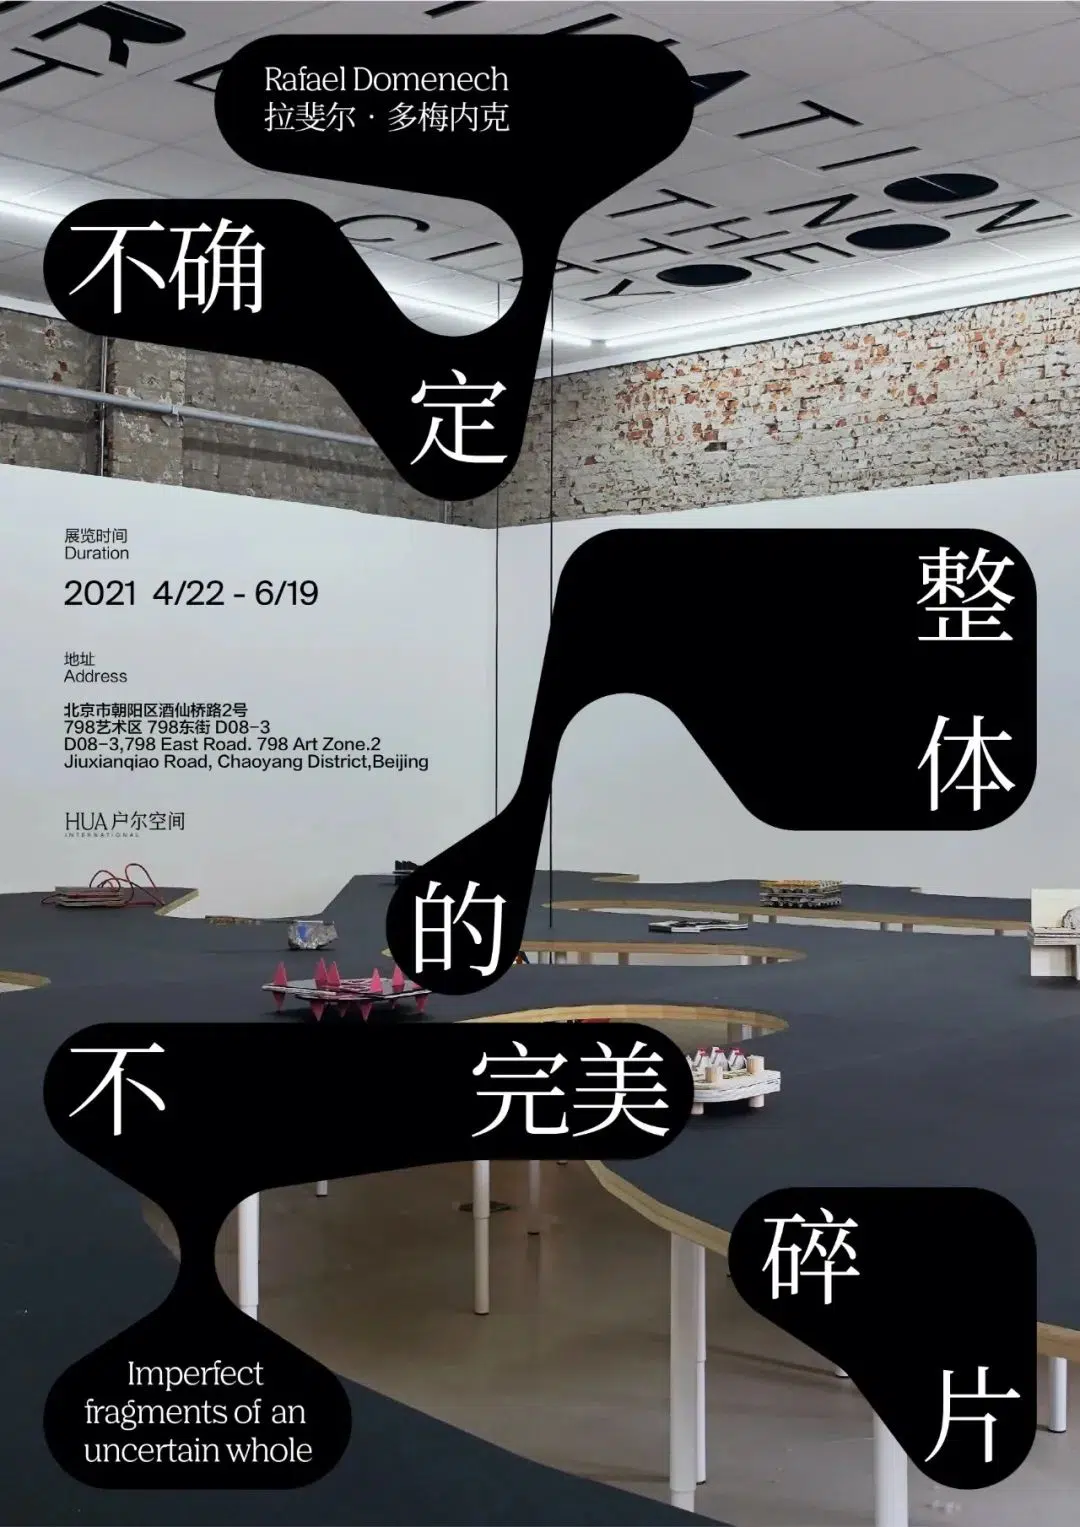 Rafael Domenech
拉斐尔·多梅内克
不确
定
展览时间
Duration
2021 4/22 - 6/19
地址
Address
北京市朝阳区酒仙桥路2号
798艺术区 798东街 D08-3
D08-3,798 East Road. 798 Art Zone.2
Jiuxianqiao Road, Chaoyang District,Beijing
HUA 户尔空间
INTERNATIONAL
整
体
的
不 完美
碎
片
Imperfect
fragments of an
uncertain whole
THE